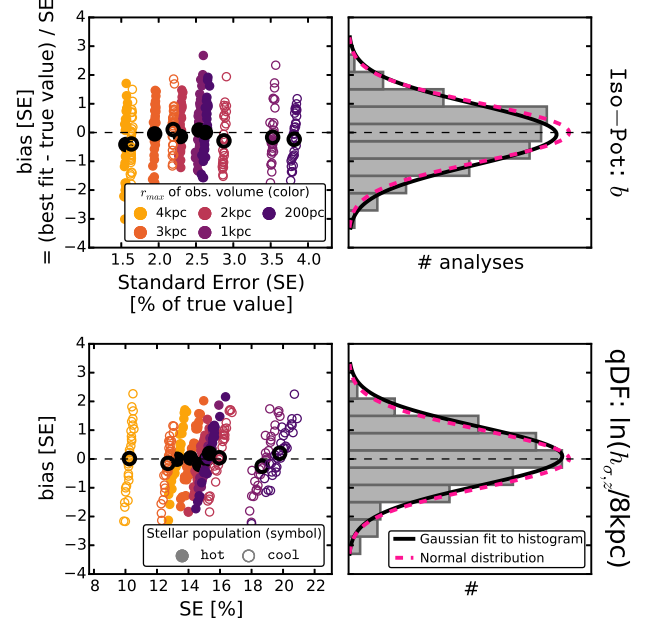 4
3
2
1
0
−1
−2
−3
−4
bias [SE]
= (best fit - true value) / SE
r_max of obs. volume (color)
4kpc 2kpc 200pc
3kpc 1kpc
1.5 2.0 2.5 3.0 3.5 4.0
Standard Error (SE)
[% of true value]
# analyses
Iso−Pot: b
4
3
2
1
0
−1
−2
−3
−4
bias [SE]
Stellar population (symbol)
hot cool
8 10 12 14 16 18 20 22
SE [%]
Gaussian fit to histogram
Normal distribution
#
qDF: ln(h_σ,z/8kpc)